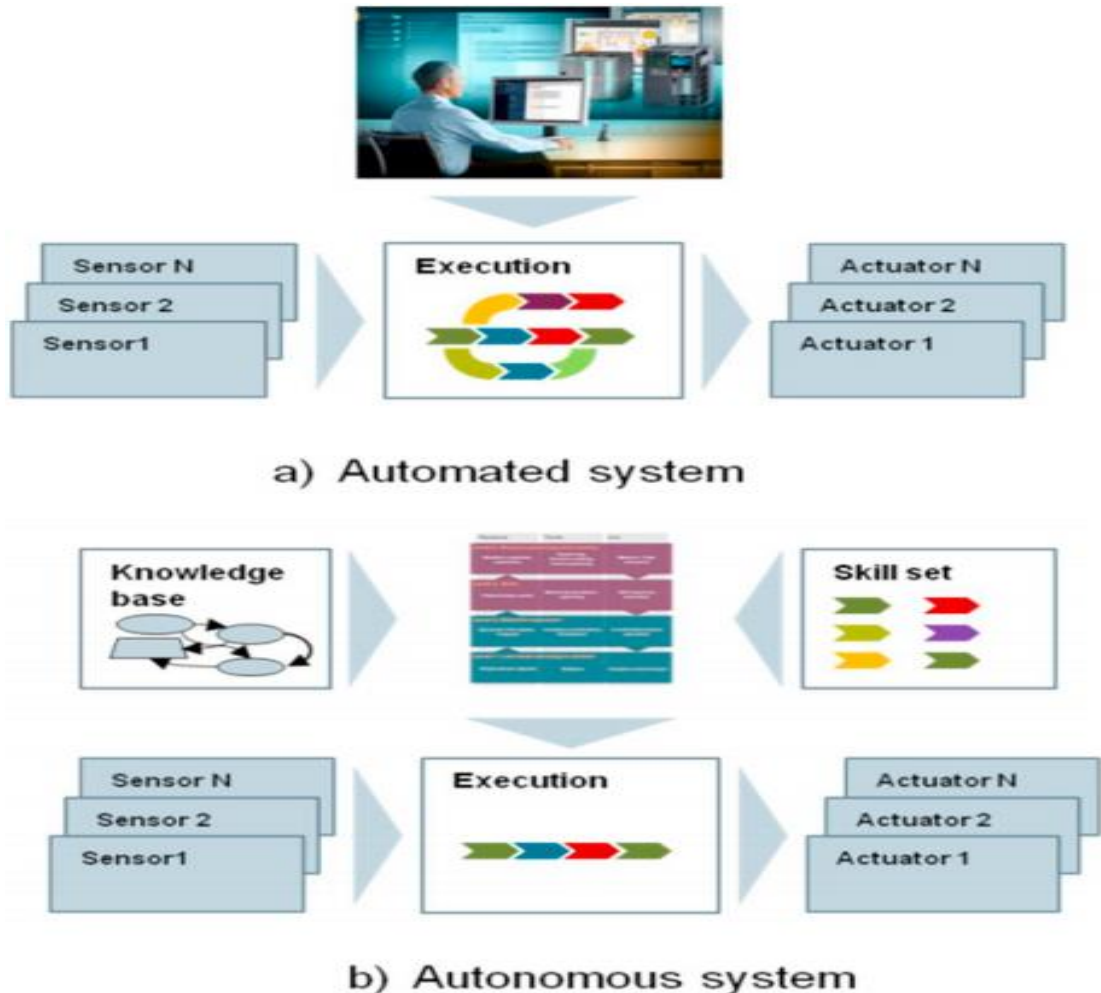 Sensor N
Sensor 2
Sensor1
Execution
Actuator N
Actuator 2
Actuator 1
a) Automated system
Knowledge
base
Skill set
Sensor N
Sensor 2
Sensor1
Execution
Actuator N
Actuator 2
Actuator 1
b) Autonomous system